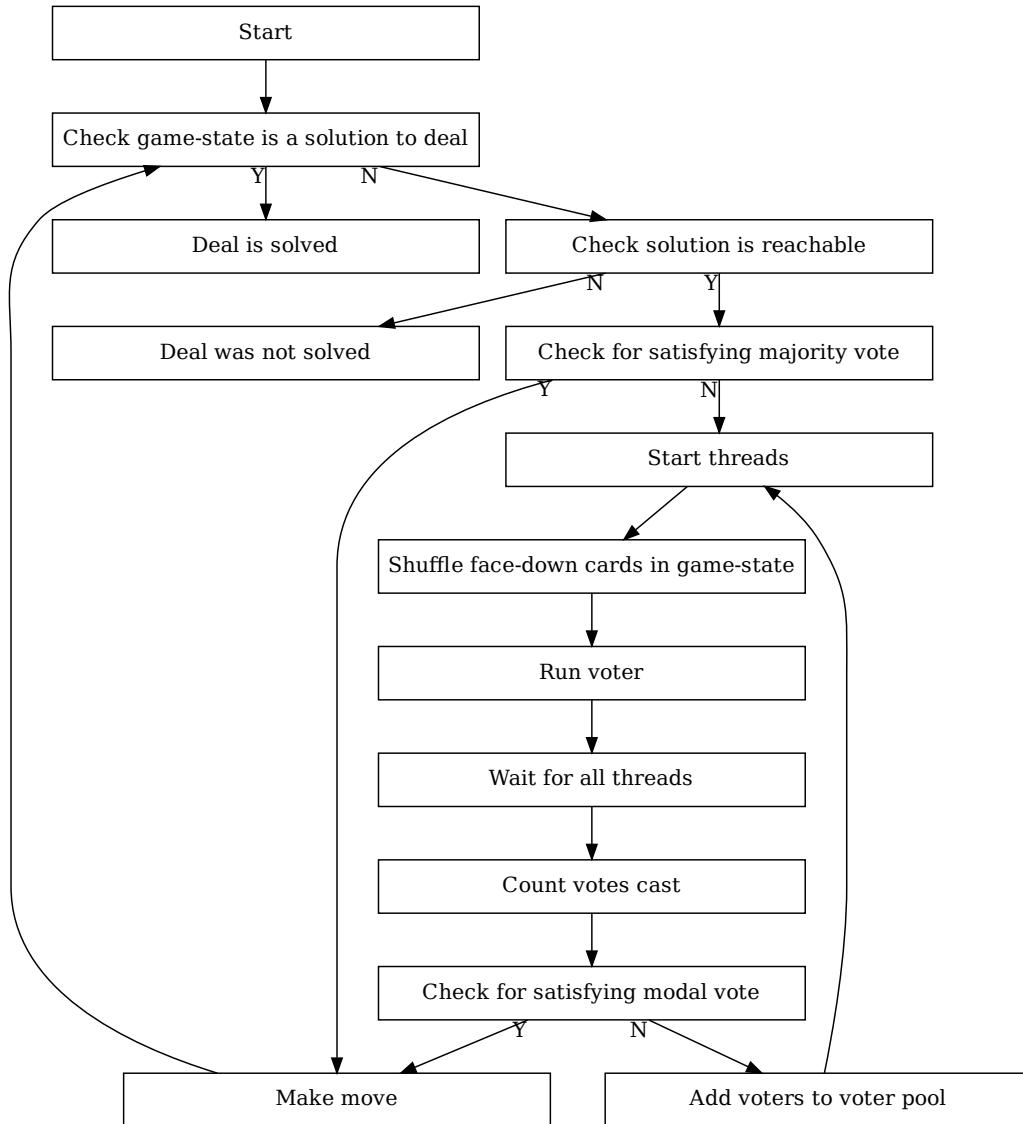 Start
Check game-state is a solution to deal
Y
N
Deal is solved
Check solution is reachable
N
Y
Deal was not solved
Check for satisfying majority vote
Y
N
Start threads
Shuffle face-down cards in game-state
Run voter
Wait for all threads
Count votes cast
Check for satisfying modal vote
Y
N
Make move
Add voters to voter pool